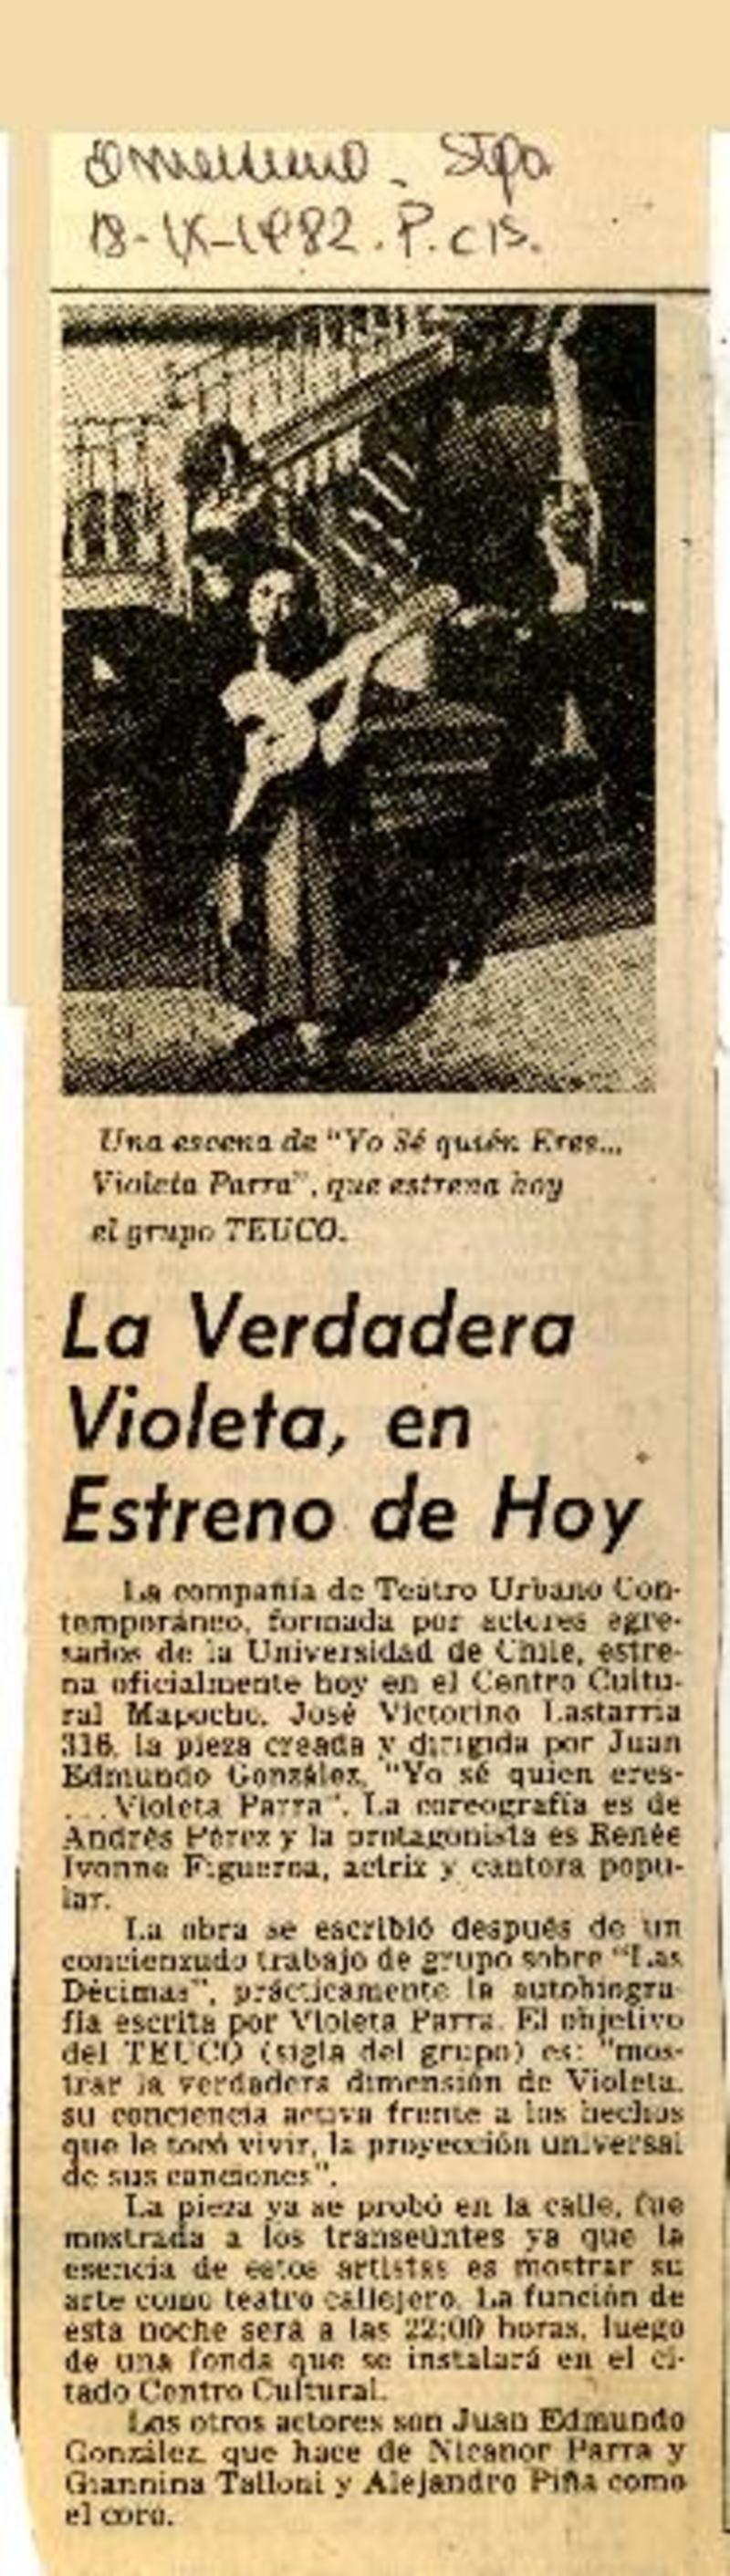 El Mercurio - Stgo
18-IX-1982. P. c15.
Una escena de "Yo Sé quién Eres...
Violeta Parra", que estrena hoy
el grupo TEUCO.
La Verdadera
Violeta, en
Estreno de Hoy
La compañía de Teatro Urbano Con-
temporáneo, formada por actores egre-
sados de la Universidad de Chile, estre-
na oficialmente hoy en el Centro Cultu-
ral Mapocho, José Victorino Lastarria
316, la pieza creada y dirigida por Juan
Edmundo González, "Yo sé quien eres-
...Violeta Parra". La coreografía es de
Andrés Pérez y la protagonista es Renée
Ivonne Figueroa, actriz y cantora popu-
lar.
La obra se escribió después de un
concienzudo trabajo de grupo sobre "Las
Décimas", prácticamente la autobiogra-
fía escrita por Violeta Parra. El objetivo
del TEUCO (sigla del grupo) es: "mos-
trar la verdadera dimensión de Violeta,
su conciencia activa frente a los hechos
que le tocó vivir, la proyección universal
de sus canciones".
La pieza ya se probó en la calle, fue
mostrada a los transeúntes ya que la
esencia de estos artistas es mostrar su
arte como teatro callejero. La función de
esta noche será a las 22:00 horas, luego
de una fonda que se instalará en el ci-
tado Centro Cultural.
Los otros actores son Juan Edmundo
González, que hace de Nicanor Parra y
Giannina Talloni y Alejandro Piña como
el coro.